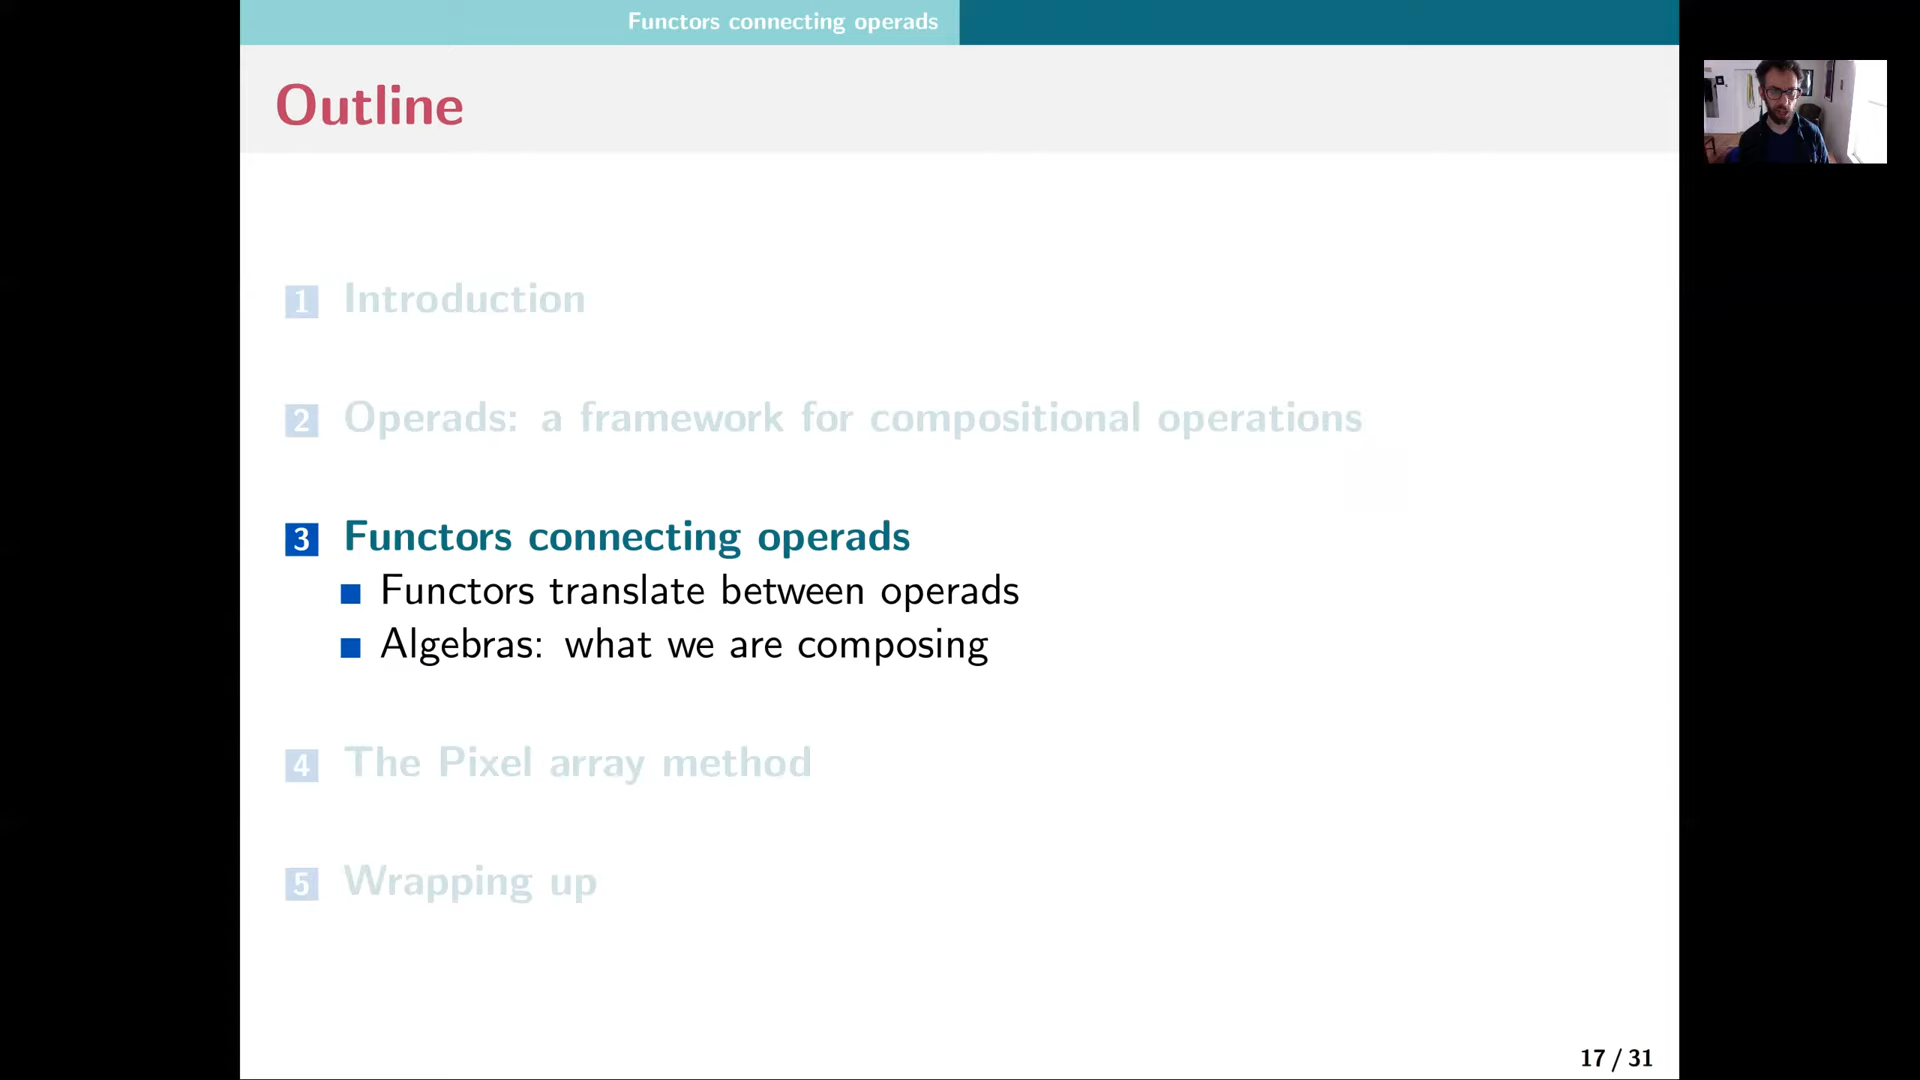 Functors connecting operads
Outline
1 Introduction
2 Operads: a framework for compositional operations
3 Functors connecting operads
Functors translate between operads
Algebras: what we are composing
4 The Pixel array method
5 Wrapping up
17 / 31